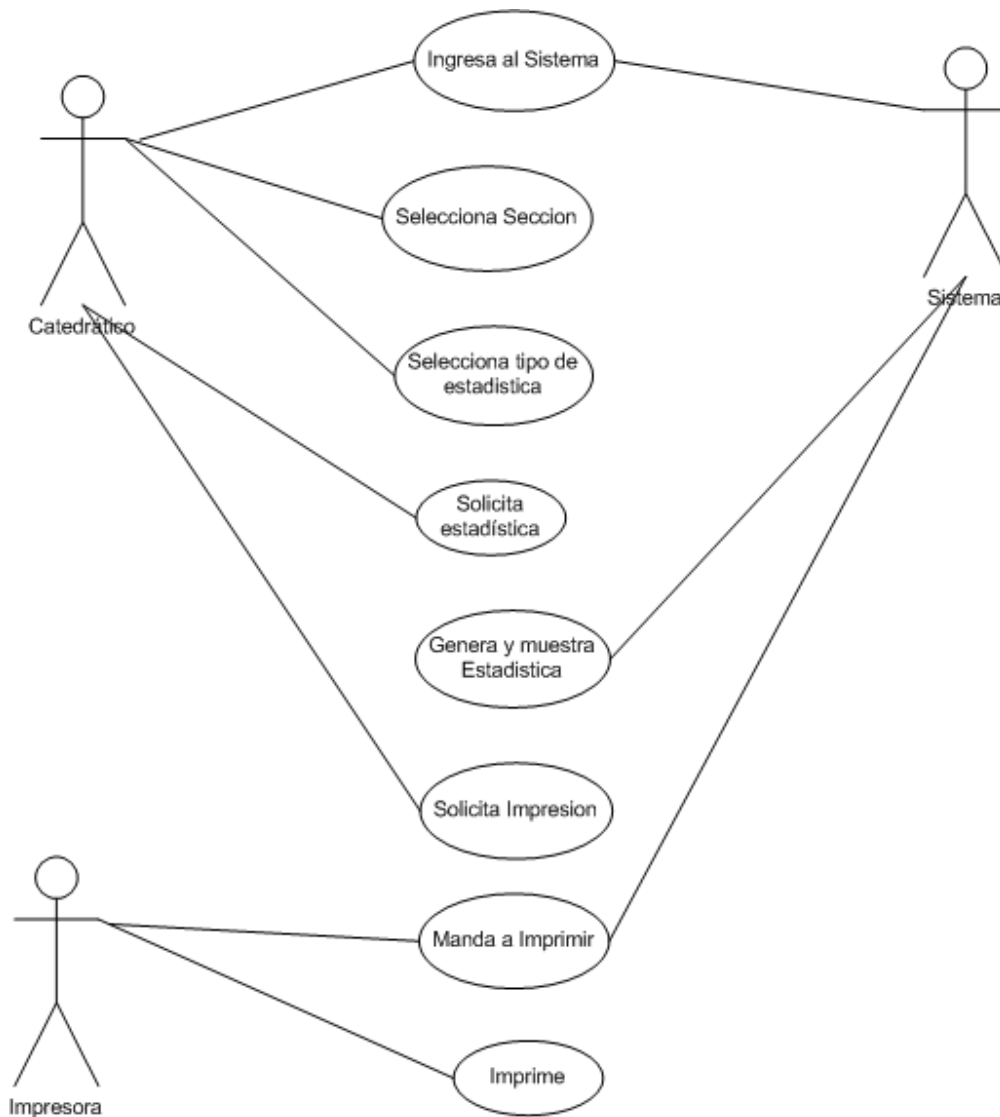 Ingresa al Sistema
Selecciona Seccion
Sistema
Catedrático
Selecciona tipo de
estadistica
Solicita
estadística
Genera y muestra
Estadistica
Solicita Impresion
Manda a Imprimir
Imprime
Impresora